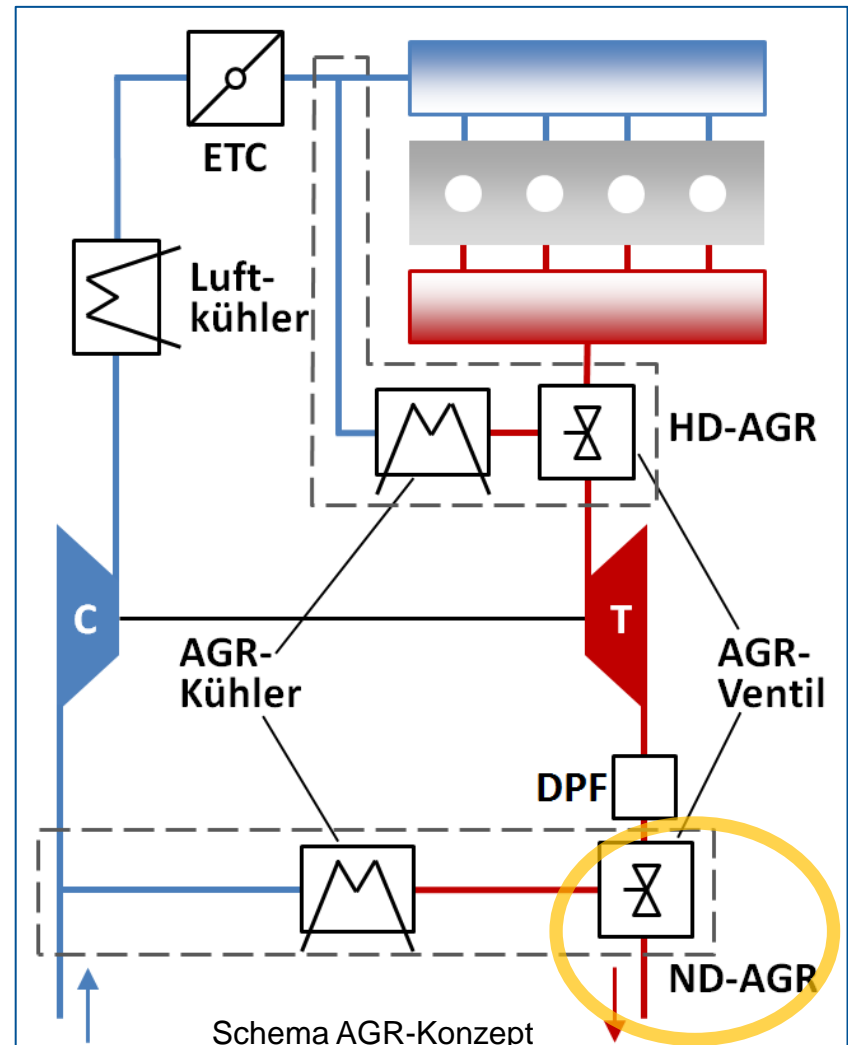 ETC
Luft-
kühler
HD-AGR
C
T
AGR-
Kühler
AGR-
Ventil
DPF
ND-AGR
Schema AGR-Konzept